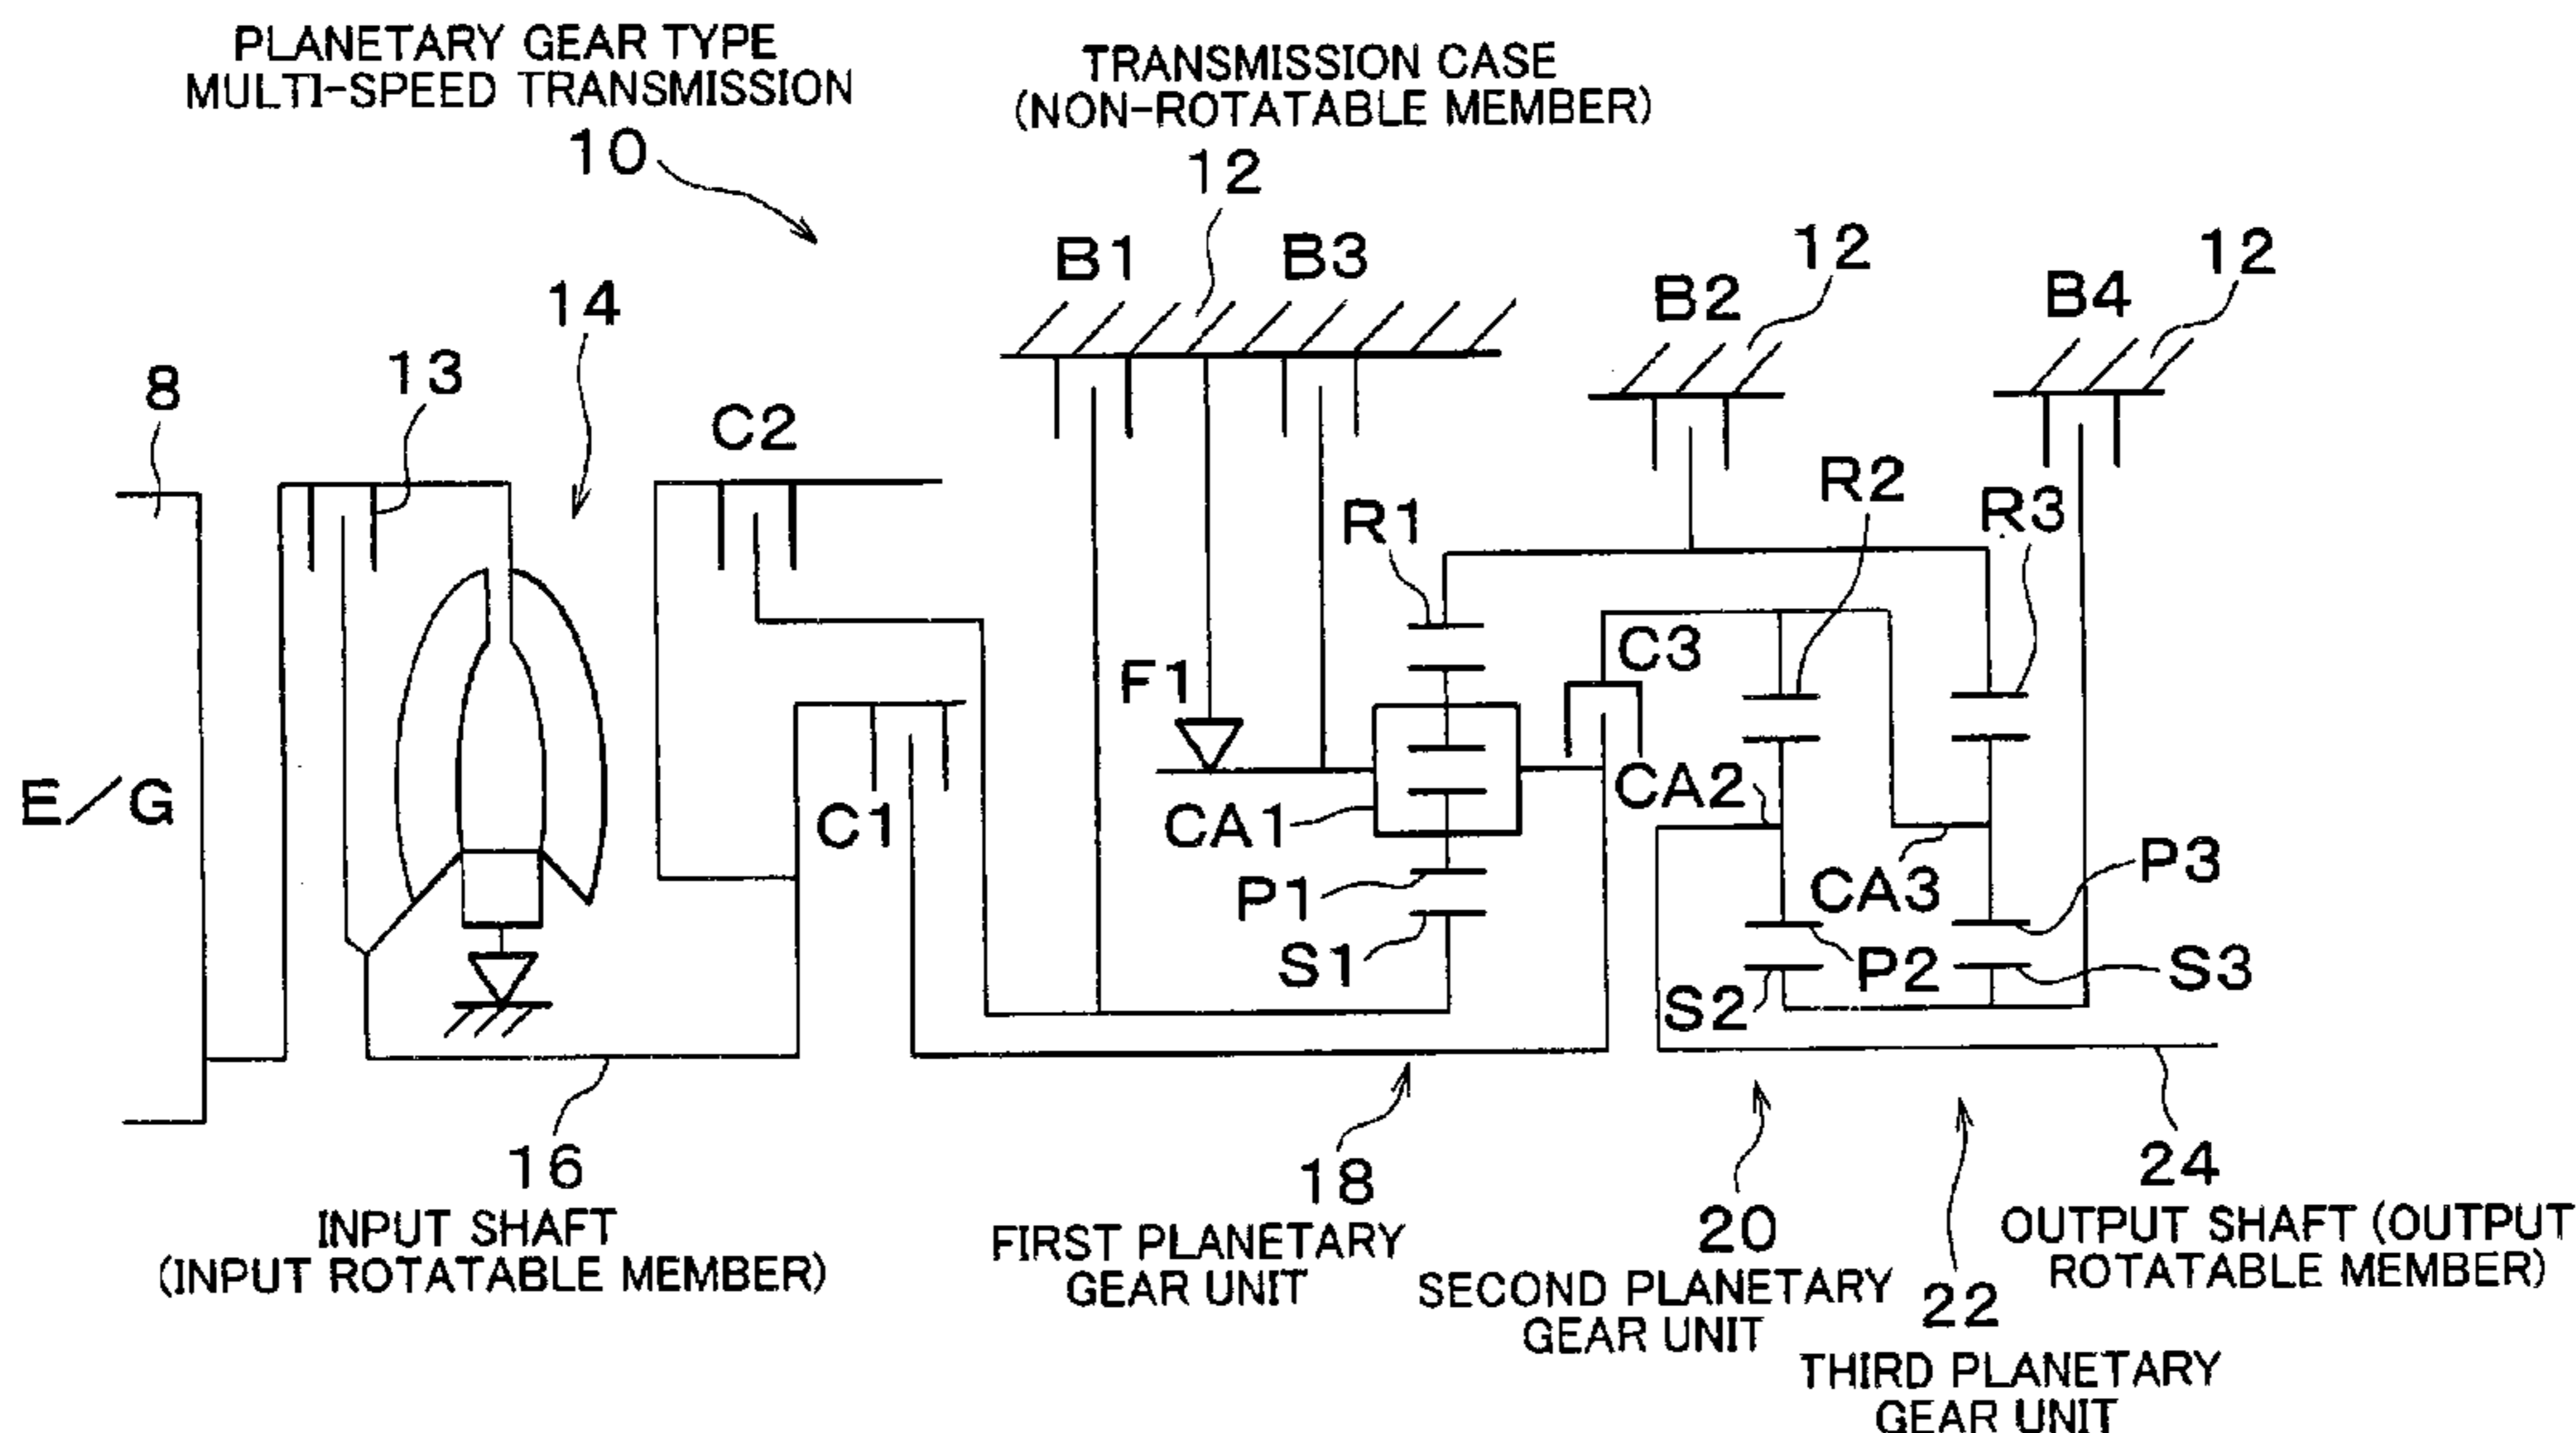 PLANETARY GEAR TYPE
MULTI-SPEED TRANSMISSION
10
TRANSMISSION CASE
(NON-ROTATABLE MEMBER)
12
B1
B3
B2
12
B4
12
14
13
8
C2
R1
R2
R3
C3
F1
E/G
C1
CA1
CA2
CA3
P1
S1
P2
P3
S2
S3
16
INPUT SHAFT
(INPUT ROTATABLE MEMBER)
18
FIRST PLANETARY
GEAR UNIT
20
SECOND PLANETARY
GEAR UNIT
22
THIRD PLANETARY
GEAR UNIT
24
OUTPUT SHAFT (OUTPUT
ROTATABLE MEMBER)